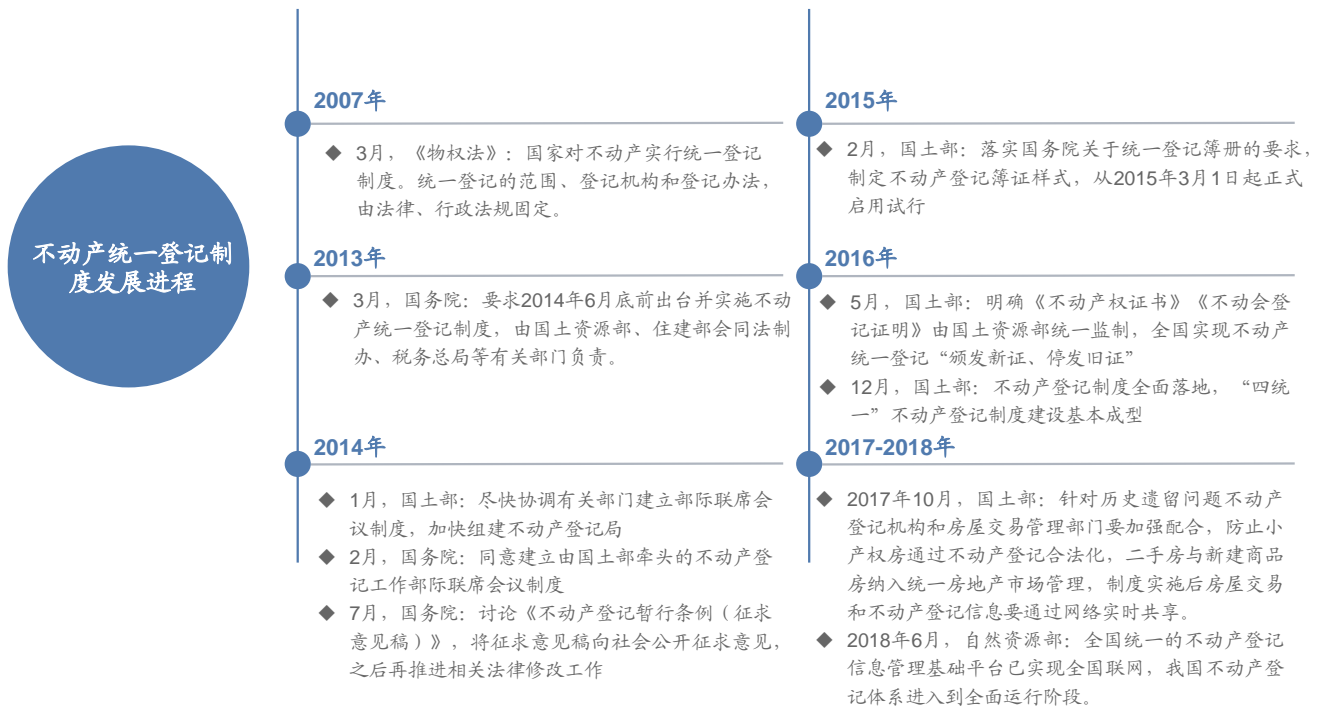 不动产统一登记制
度发展进程
2007年
◆ 3月，《物权法》：国家对不动产实行统一登记
制度。统一登记的范围、登记机构和登记办法，
由法律、行政法规固定。
2013年
◆ 3月，国务院：要求2014年6月底前出台并实施不动
产统一登记制度，由国土资源部、住建部会同法制
办、税务总局等有关部门负责。
2014年
◆ 1月，国土部：尽快协调有关部门建立部际联席会
议制度，加快组建不动产登记局
◆ 2月，国务院：同意建立由国土部牵头的不动产登
记工作部际联席会议制度
◆ 7月，国务院：讨论《不动产登记暂行条例（征求
意见稿）》，将征求意见稿向社会公开征求意见，
之后再推进相关法律修改工作
2015年
◆ 2月，国土部：落实国务院关于统一登记簿册的要求，
制定不动产登记簿证样式，从2015年3月1日起正式
启用试行
2016年
◆ 5月，国土部：明确《不动产权证书》《不动会登
记证明》由国土资源部统一监制，全国实现不动产
统一登记“颁发新证、停发旧证”
◆ 12月，国土部：不动产登记制度全面落地，“四统
一”不动产登记制度建设基本成型
2017-2018年
◆ 2017年10月，国土部：针对历史遗留问题不动产
登记机构和房屋交易管理部门要加强配合，防止小
产权房通过不动产登记合法化，二手房与新建商品
房纳入统一房地产市场管理，制度实施后房屋交易
和不动产登记信息要通过网络实时共享。
◆ 2018年6月，自然资源部：全国统一的不动产登记
信息管理基础平台已实现全国联网，我国不动产登
记体系进入到全面运行阶段。